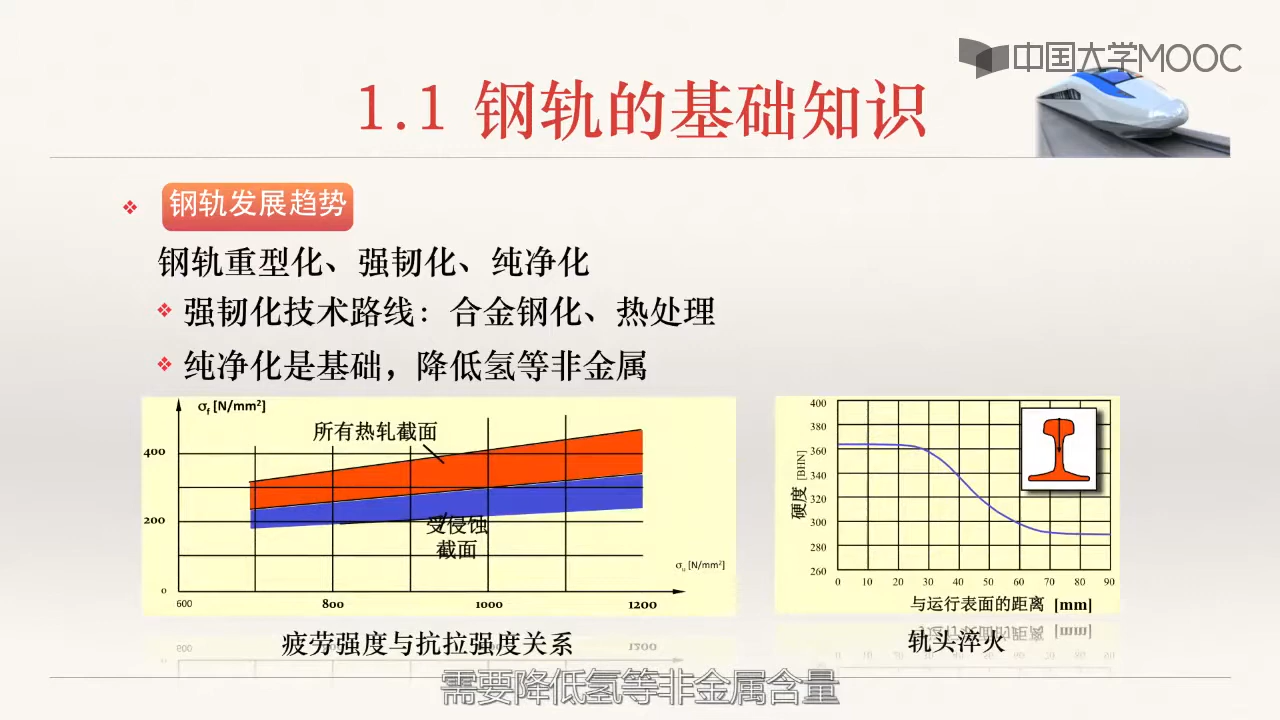 中国大学MOOC
1.1 钢轨的基础知识
钢轨发展趋势
钢轨重型化、强韧化、纯净化
强韧化技术路线：合金钢化、热处理
纯净化是基础，降低氢等非金属
σf [N/mm²]
所有热轧截面
400
200
0
受侵蚀
截面
σu [N/mm²]
600
800
1000
1200
疲劳强度与抗拉强度关系
400
380
360
340
320
300
280
260
硬度 [BHN]
0 10 20 30 40 50 60 70 80 90
与运行表面的距离 [mm]
轨头淬火
需要降低氢等非金属含量